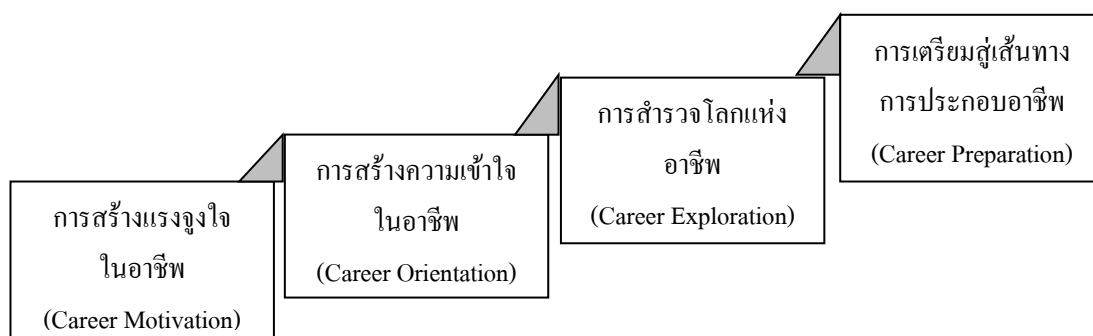 การสร้างแรงจูงใจ
ในอาชีพ
(Career Motivation)
การสร้างความเข้าใจ
ในอาชีพ
(Career Orientation)
การสำรวจโลกแห่ง
อาชีพ
(Career Exploration)
การเตรียมสู่เส้นทาง
การประกอบอาชีพ
(Career Preparation)